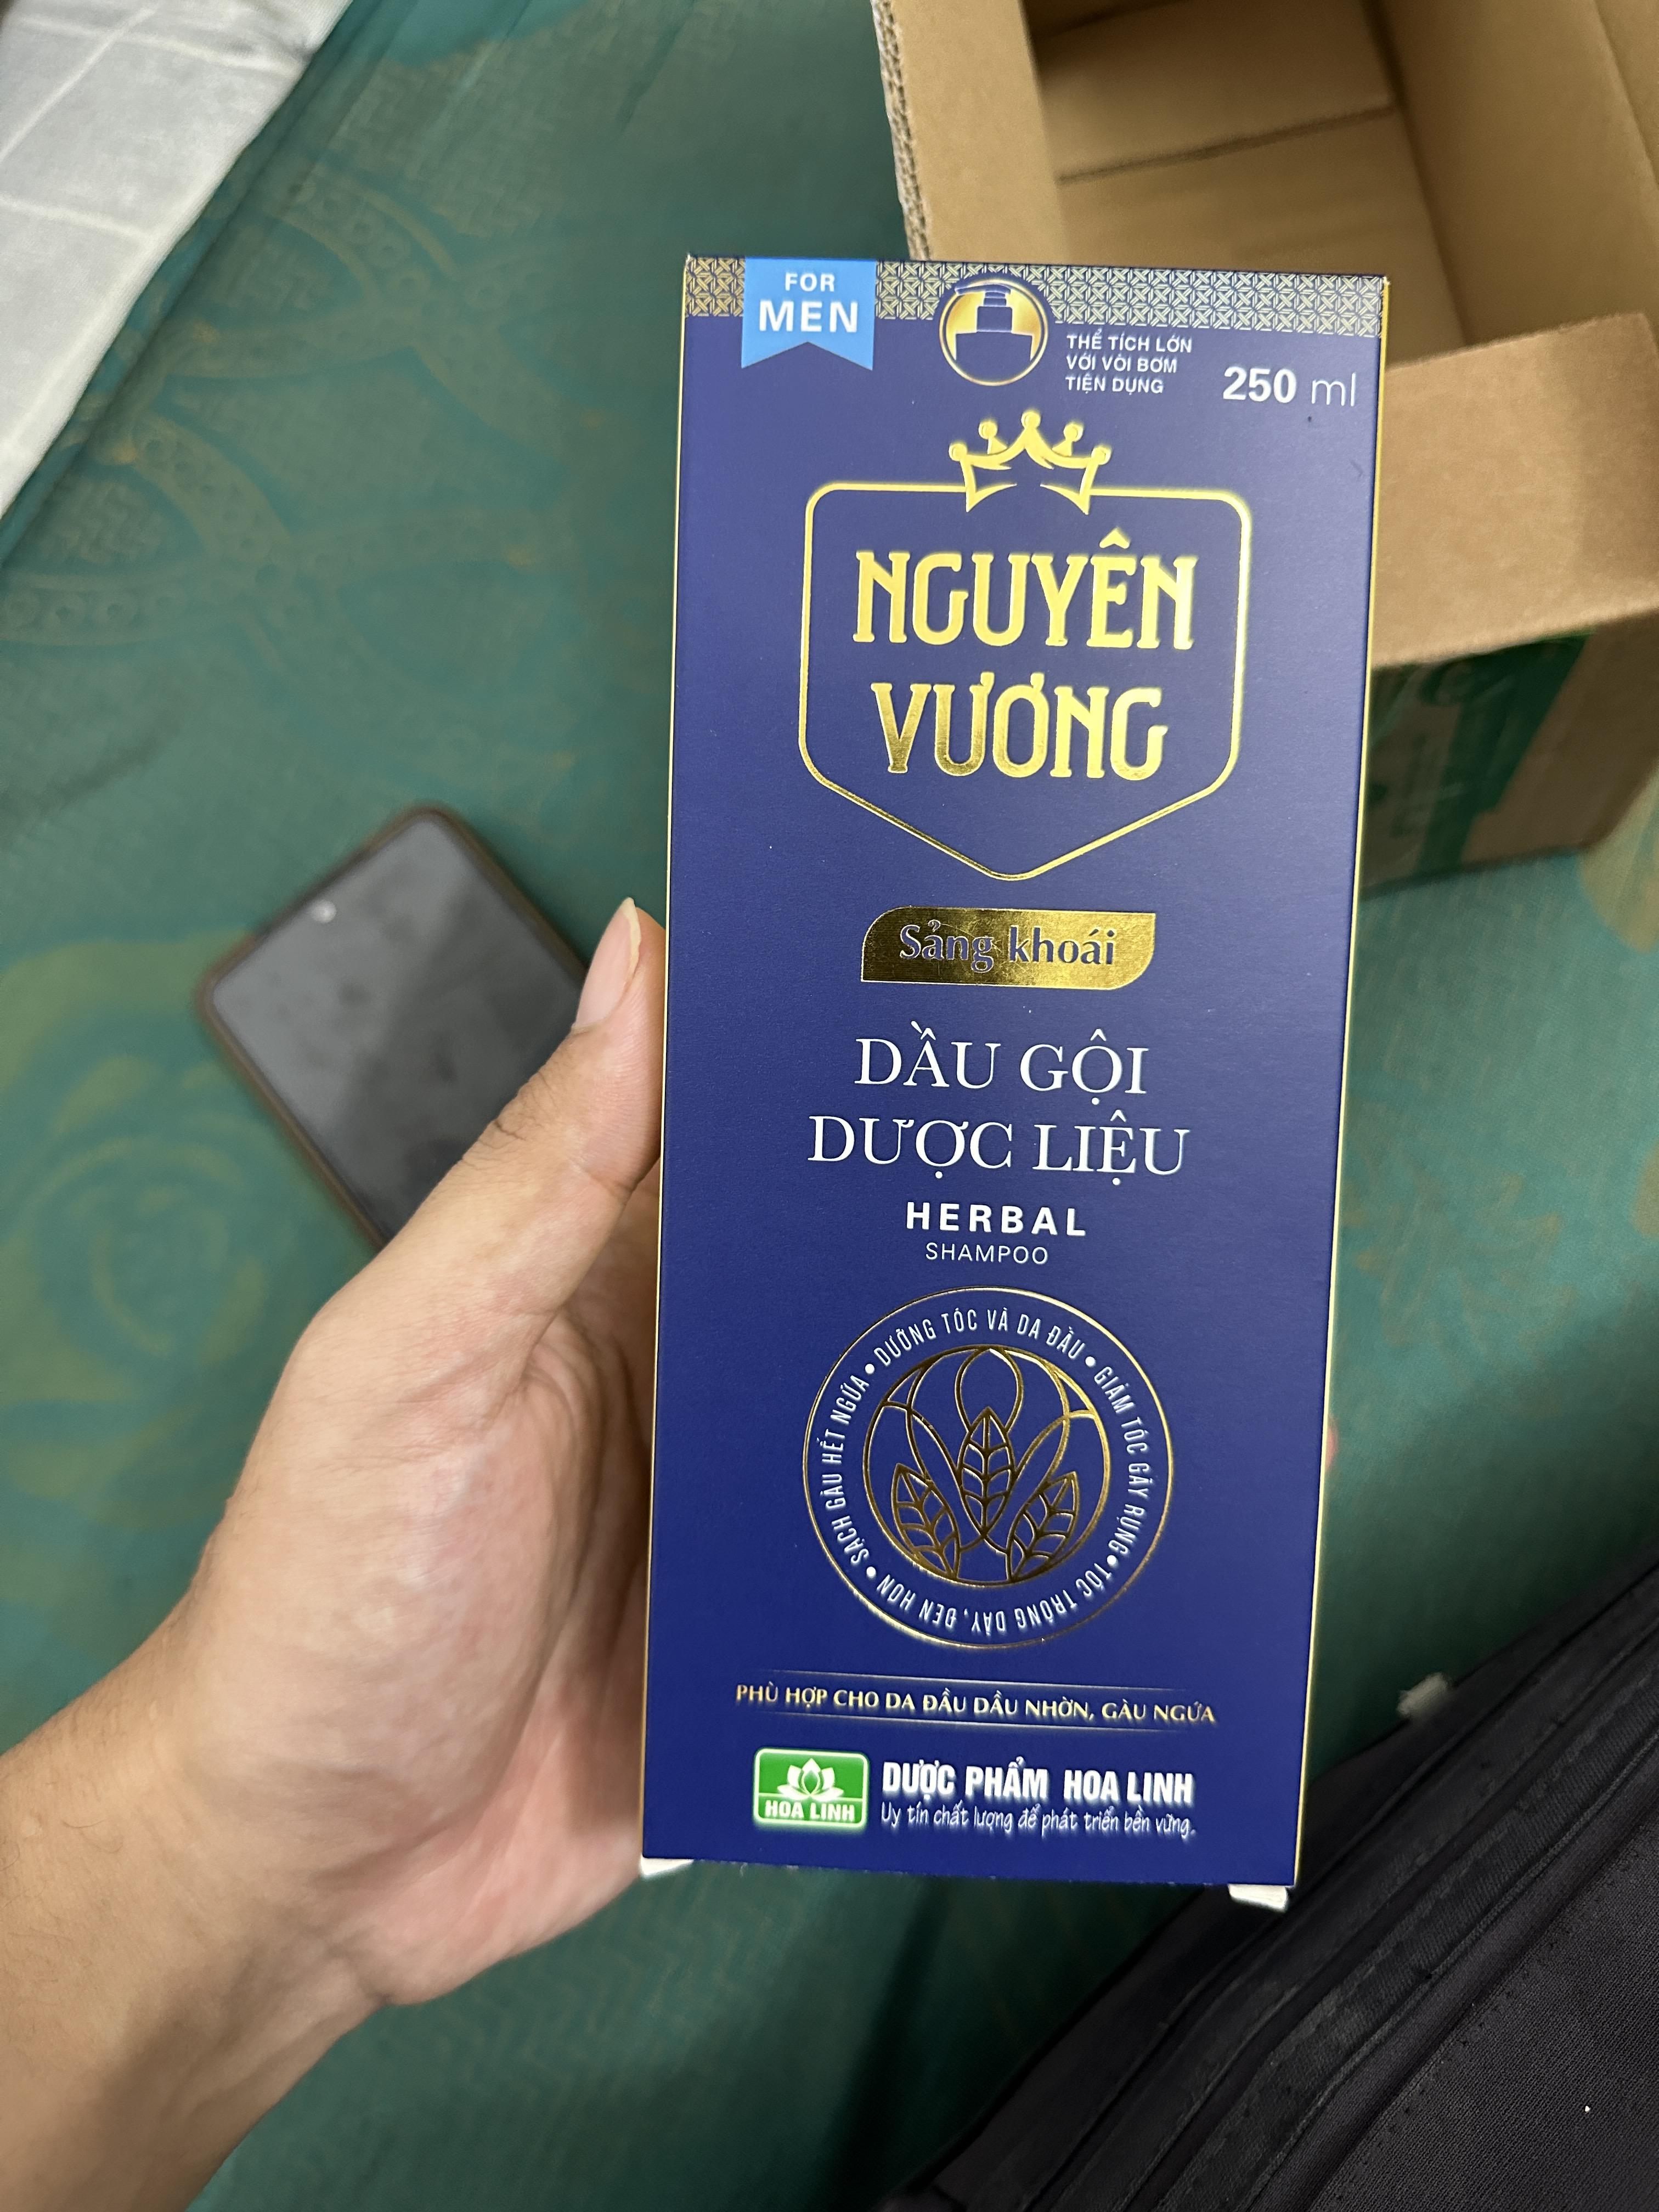 FOR
MEN
THỂ TÍCH LỚN
VỚI VÒI BƠM
TIỆN DỤNG
250 ml
NGUYÊN
VƯƠNG
Sảng khoái
DẦU GỘI
DƯỢC LIỆU
HERBAL
SHAMPOO
SẠCH GÀU HẾT NGỨA • DƯỠNG TÓC VÀ DA ĐẦU • GIẢM TÓC GÃY RỤNG • TÓC TRÔNG DÀY, ĐEN HƠN •
PHÙ HỢP CHO DA ĐẦU DẦU NHỜN, GÀU NGỨA
HOA LINH
DƯỢC PHẨM HOA LINH
Uy tín chất lượng để phát triển bền vững.